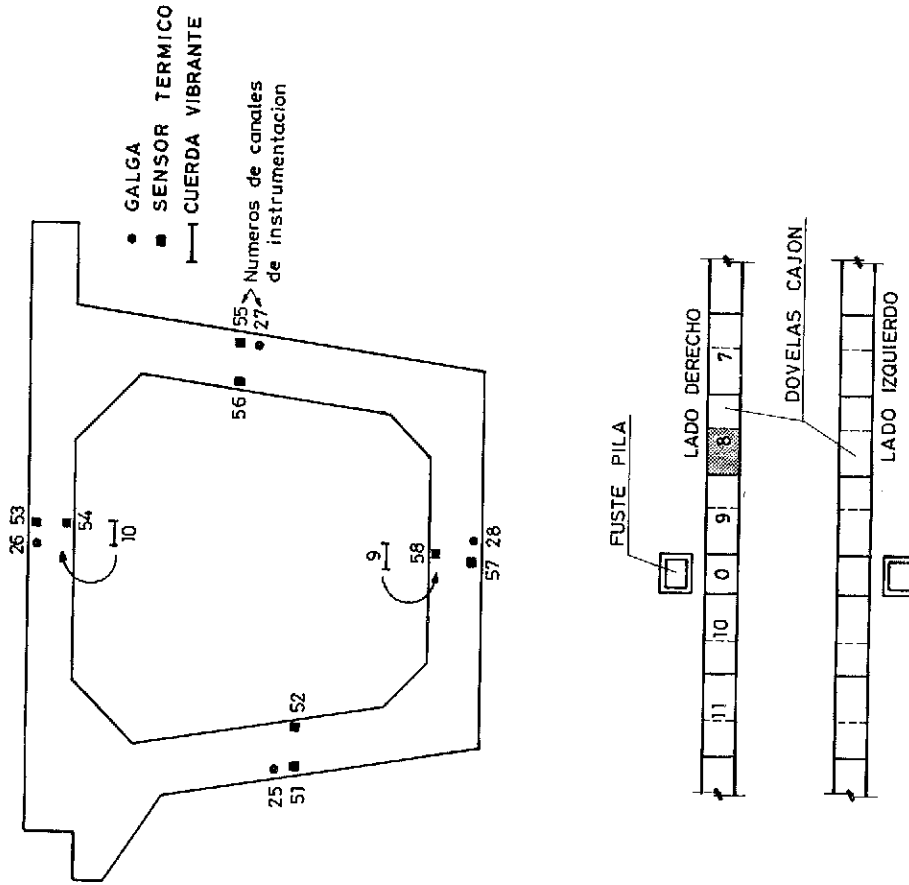 GALGA
SENSOR TERMICO
CUERDA VIBRANTE
Numeros de canales
de instrumentacion
26 53
54
10
55
27
56
9
58
28
57
52
25
51
FUSTE PILA
LADO DERECHO
11 10 0 9 8 7
DOVELAS CAJON
LADO IZQUIERDO